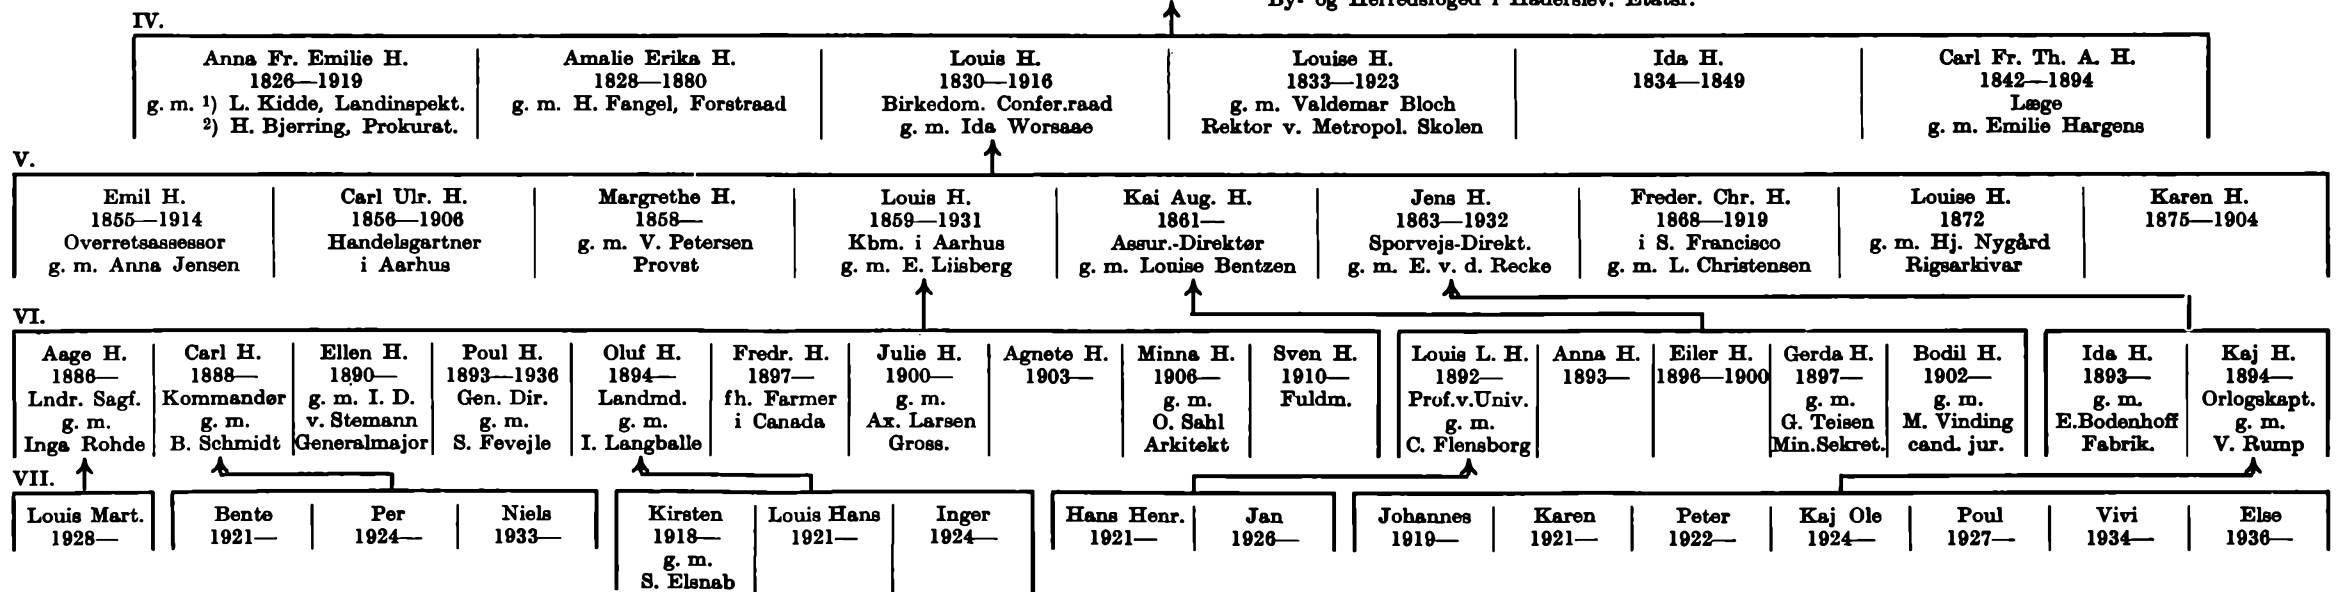 By- og Herredsfoged i Haderslev. Etatsr.
IV.
Anna Fr. Emilie H.
1826—1919
g. m. ¹) L. Kidde, Landinspekt.
²) H. Bjerring, Prokurat.
Amalie Erika H.
1828—1880
g. m. H. Fangel, Forstraad
Louis H.
1830—1916
Birkedom. Confer.raad
g. m. Ida Worsaae
Louise H.
1833—1923
g. m. Valdemar Bloch
Rektor v. Metropol. Skolen
Ida H.
1834—1849
Carl Fr. Th. A. H.
1842—1894
Læge
g. m. Emilie Hargens
V.
Emil H.
1855—1914
Overretsassessor
g. m. Anna Jensen
Carl Ulr. H.
1856—1906
Handelsgartner
i Aarhus
Margrethe H.
1858—
g. m. V. Petersen
Provst
Louis H.
1859—1931
Kbm. i Aarhus
g. m. E. Liisberg
Kai Aug. H.
1861—
Assur.-Direktør
g. m. Louise Bentzen
Jens H.
1863—1932
Sporvejs-Direkt.
g. m. E. v. d. Recke
Freder. Chr. H.
1868—1919
i S. Francisco
g. m. L. Christensen
Louise H.
1872
g. m. Hj. Nygård
Rigsarkivar
Karen H.
1875—1904
VI.
Aage H.
1886—
Lndr. Sagf.
g. m.
Inga Rohde
Carl H.
1888—
Kommandør
g. m.
B. Schmidt
Ellen H.
1890—
g. m. I. D.
v. Stemann
Generalmajor
Poul H.
1893—1936
Gen. Dir.
g. m.
S. Fevejle
Oluf H.
1894—
Landmd.
g. m.
I. Langballe
Fredr. H.
1897—
fh. Farmer
i Canada
Julie H.
1900—
g. m.
Ax. Larsen
Gross.
Agnete H.
1903—
Minna H.
1906—
g. m.
O. Sahl
Arkitekt
Sven H.
1910—
Fuldm.
Louis L. H.
1892—
Prof.v.Univ.
g. m.
C. Flensborg
Anna H.
1893—
Eiler H.
1896—1900
Gerda H.
1897—
g. m.
G. Teisen
Min.Sekret.
Bodil H.
1902—
g. m.
M. Vinding
cand. jur.
Ida H.
1893—
g. m.
E.Bodenhoff
Fabrik.
Kaj H.
1894—
Orlogskapt.
g. m.
V. Rump
VII.
Louis Mart.
1928—
Bente
1921—
Per
1924—
Niels
1933—
Kirsten
1918—
g. m.
S. Elsnab
Louis Hans
1921—
Inger
1924—
Hans Henr.
1921—
Jan
1926—
Johannes
1919—
Karen
1921—
Peter
1922—
Kaj Ole
1924—
Poul
1927—
Vivi
1934—
Else
1936—